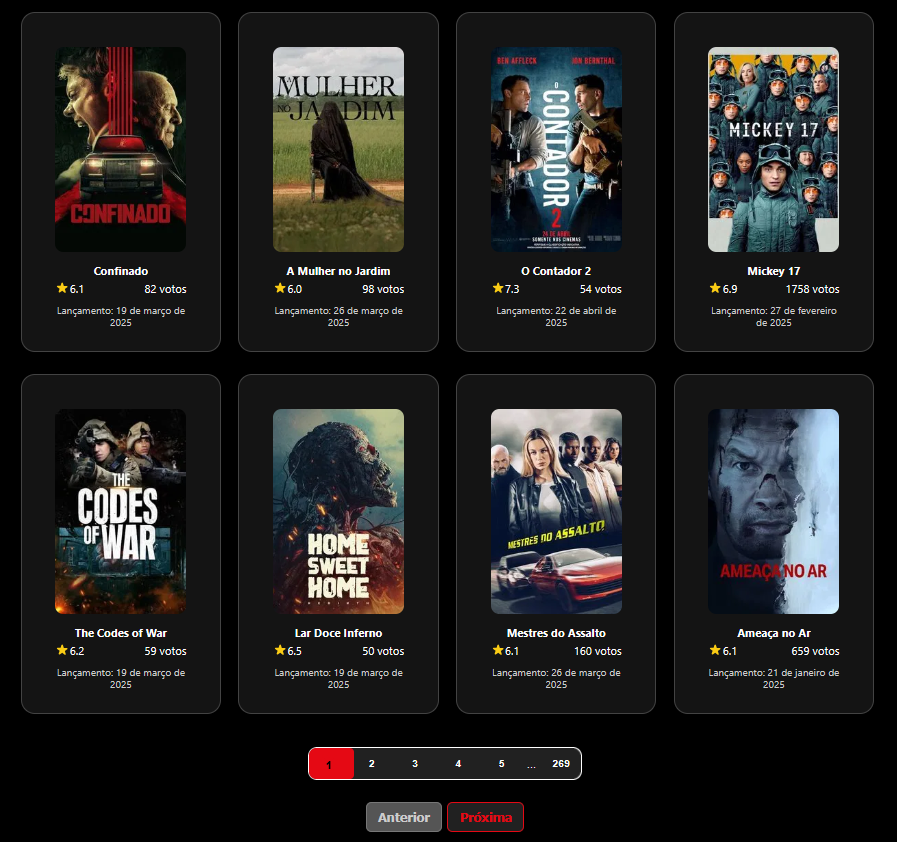 CONFINADO
A MULHER
NO JARDIM
BEN AFFLECK JON BERNTHAL
O CONTADOR 2
24 DE ABRIL
SOMENTE NOS CINEMAS
MICKEY 17
Confinado
6.1 82 votos
Lançamento: 19 de março de
2025
A Mulher no Jardim
6.0 98 votos
Lançamento: 26 de março de
2025
O Contador 2
7.3 54 votos
Lançamento: 22 de abril de
2025
Mickey 17
6.9 1758 votos
Lançamento: 27 de fevereiro
de 2025
THE
CODES
OF WAR
HOME
SWEET
HOME
REBIRTH
MESTRES DO ASSALTO!
AMEAÇA NO AR
The Codes of War
6.2 59 votos
Lançamento: 19 de março de
2025
Lar Doce Inferno
6.5 50 votos
Lançamento: 19 de março de
2025
Mestres do Assalto
6.1 160 votos
Lançamento: 26 de março de
2025
Ameaça no Ar
6.1 659 votos
Lançamento: 21 de janeiro de
2025
1 2 3 4 5 ... 269
Anterior Próxima